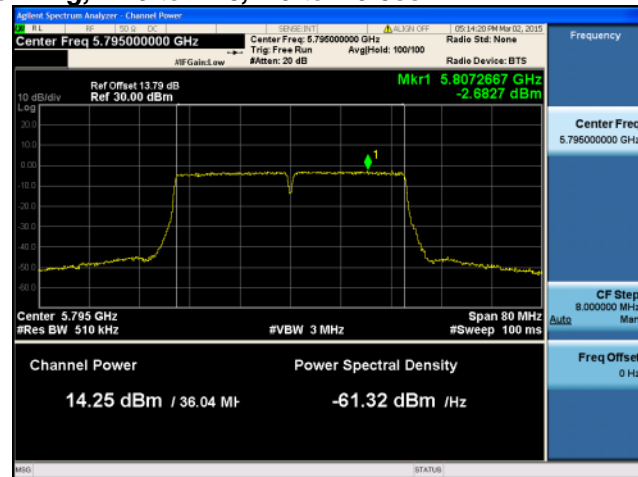 Agilent Spectrum Analyzer - Channel Power
RL RF 50 Ω DC SENSE:INT ALIGN OFF 05:14:20 PM Mar 02, 2015
Center Freq 5.795000000 GHz
Center Freq: 5.795000000 GHz
Radio Std: None
Trig: Free Run Avg|Hold: 100/100
#IFGain:Low #Atten: 20 dB Radio Device: BTS
Frequency
Mkr1 5.8072667 GHz
-2.6827 dBm
Ref Offset 13.79 dB
10 dB/div Ref 30.00 dBm
Log
20.0
10.0
0.00
-10.0
-20.0
-30.0
-40.0
-50.0
-60.0
1
Center 5.795 GHz Span 80 MHz
#Res BW 510 kHz #VBW 3 MHz #Sweep 100 ms
Channel Power Power Spectral Density
14.25 dBm / 36.04 MH -61.32 dBm /Hz
Center Freq
5.795000000 GHz
CF Step
8.000000 MHz
Auto Man
Freq Offset
0 Hz
MSG STATUS